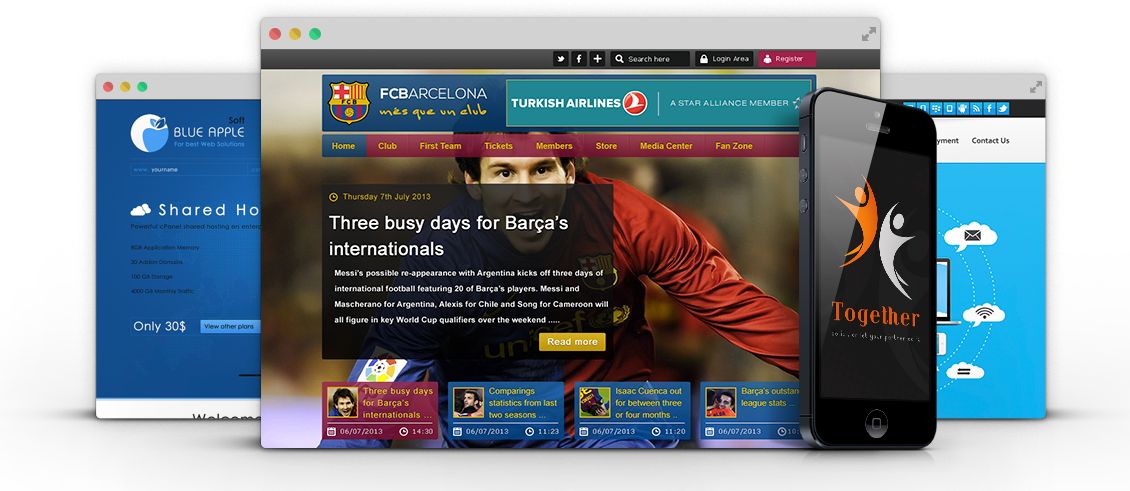 Search here
Login Area
Register
FCB
FCBARCELONA
més que un club
TURKISH AIRLINES
A STAR ALLIANCE MEMBER
Home
Club
First Team
Tickets
Members
Store
Media Center
Fan Zone
Thursday 7th July 2013
Three busy days for Barça's
internationals
Messi's possible re-appearance with Argentina kicks off three days of
international football featuring 20 of Barça's players. Messi and
Mascherano for Argentina, Alexis for Chile and Song for Cameroon will
all figure in key World Cup qualifiers over the weekend .....
Read more
unicef
Three busy days
for Barça's
internationals ...
06/07/2013
14:30
Comparings
statistics from last
two seasons ...
06/07/2013
11:23
Isaac Cuenca out
for between three
or four months ..
06/07/2013
11:20
Barça's outstan
league stats ...
06/07/2013
Soft
BLUE APPLE
For best Web Solutions
www. yourname
Shared Ho
Powerful cPanel shared hosting an enterp
BLUE Application Memory
20 Addon Domains
100 GB Storage
4000 GB Monthly Traffic
Only 30$
View other plans
Welcome
yment
Contact Us
Together